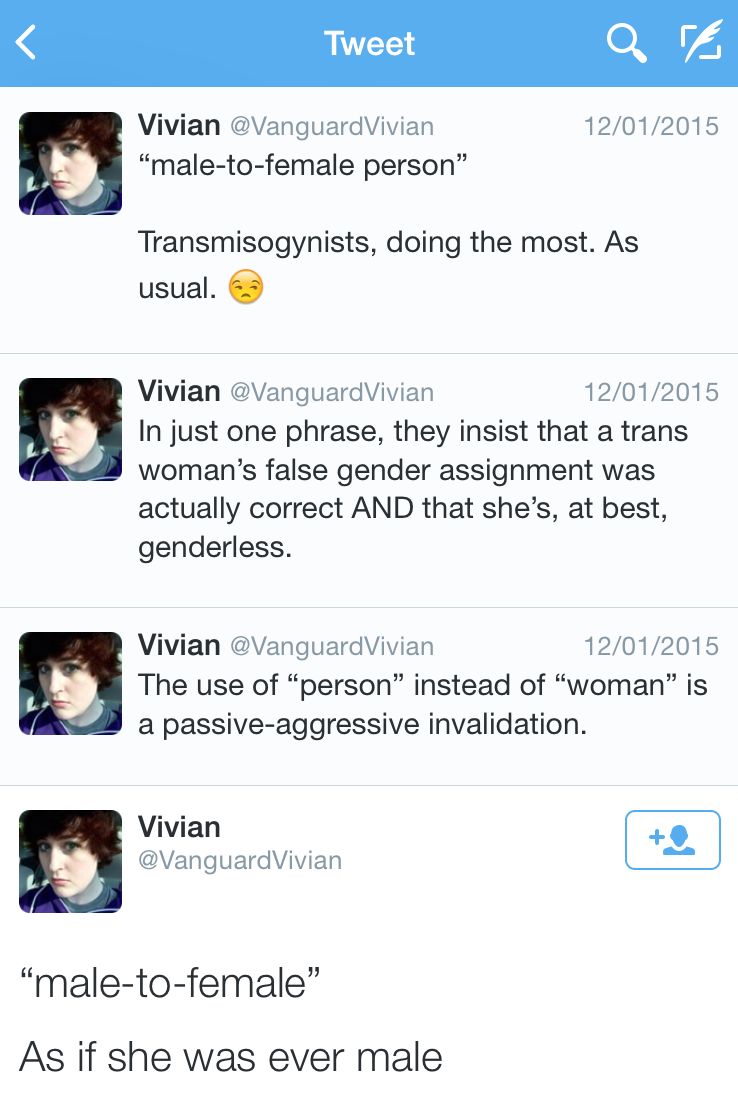 Tweet
Vivian @VanguardVivian 12/01/2015
“male-to-female person”
Transmisogynists, doing the most. As
usual. 😒
Vivian @VanguardVivian 12/01/2015
In just one phrase, they insist that a trans
woman’s false gender assignment was
actually correct AND that she’s, at best,
genderless.
Vivian @VanguardVivian 12/01/2015
The use of “person” instead of “woman” is
a passive-aggressive invalidation.
Vivian
@VanguardVivian
“male-to-female”
As if she was ever male